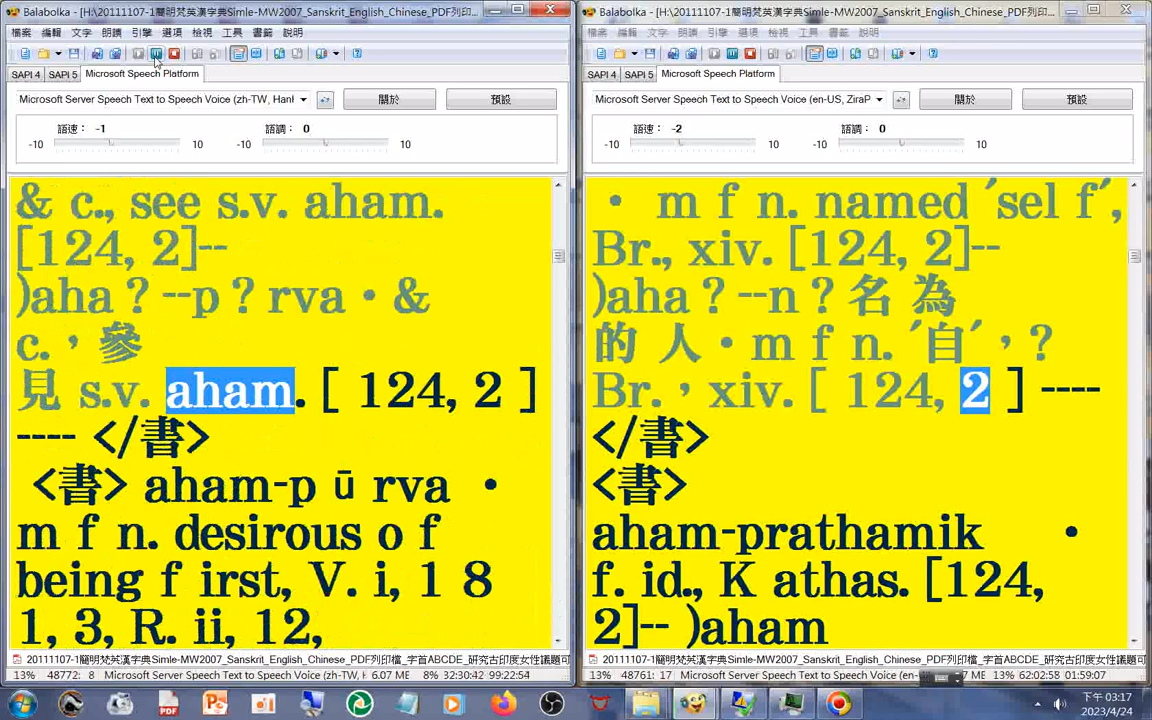 Balabolka - [H:\20111107-1簡明梵英漢字典Simle-MW2007_Sanskrit_English_Chinese_PDF列印...
檔案 編輯 文字 朗讀 引擎 選項 檢視 工具 書籤 說明
SAPI 4 SAPI 5 Microsoft Speech Platform
Microsoft Server Speech Text to Speech Voice (zh-TW, HanH
關於 預設
語速： -1 語調： 0
-10 10 -10 10
& c., see s.v. aham.
[124, 2]--
)aha？--p？rva・&
c.，參
見 s.v. aham. [ 124, 2 ]
---- </書>
<書> aham-p ū rva ・
m f n. desirous o f
being f irst, V. i, 1 8
1, 3, R. ii, 12,
20111107-1簡明梵英漢字典Simle-MW2007_Sanskrit_English_Chinese_PDF列印檔_字首ABCDE_研究古印度女性議題可
13% 48772: 8 Microsoft Server Speech Text to Speech Voice (zh-TW, H 6.07 ME 8% 32:30:42 99:22:54
Balabolka - [H:\20111107-1簡明梵英漢字典Simle-MW2007_Sanskrit_English_Chinese_PDF列印...
檔案 編輯 文字 朗讀 引擎 選項 檢視 工具 書籤 說明
SAPI 4 SAPI 5 Microsoft Speech Platform
Microsoft Server Speech Text to Speech Voice (en-US, ZiraP
關於 預設
語速： -2 語調： 0
-10 10 -10 10
・ m f n. named 'sel f',
Br., xiv. [124, 2]--
)aha？--n？名 為
的 人・m f n. '自'，?
Br.，xiv. [ 124, 2 ] ----
</書>
<書>
aham-prathamik ・
f. id., K athas. [124,
2]-- )aham
20111107-1簡明梵英漢字典Simle-MW2007_Sanskrit_English_Chinese_PDF列印檔_字首ABCDE_研究古印度女性議題可
13% 48761: 17 Microsoft Server Speech Text to Speech Voice (en- 7 ME 13% 62:02:58 01:59:07
下午 03:17
2023/4/24